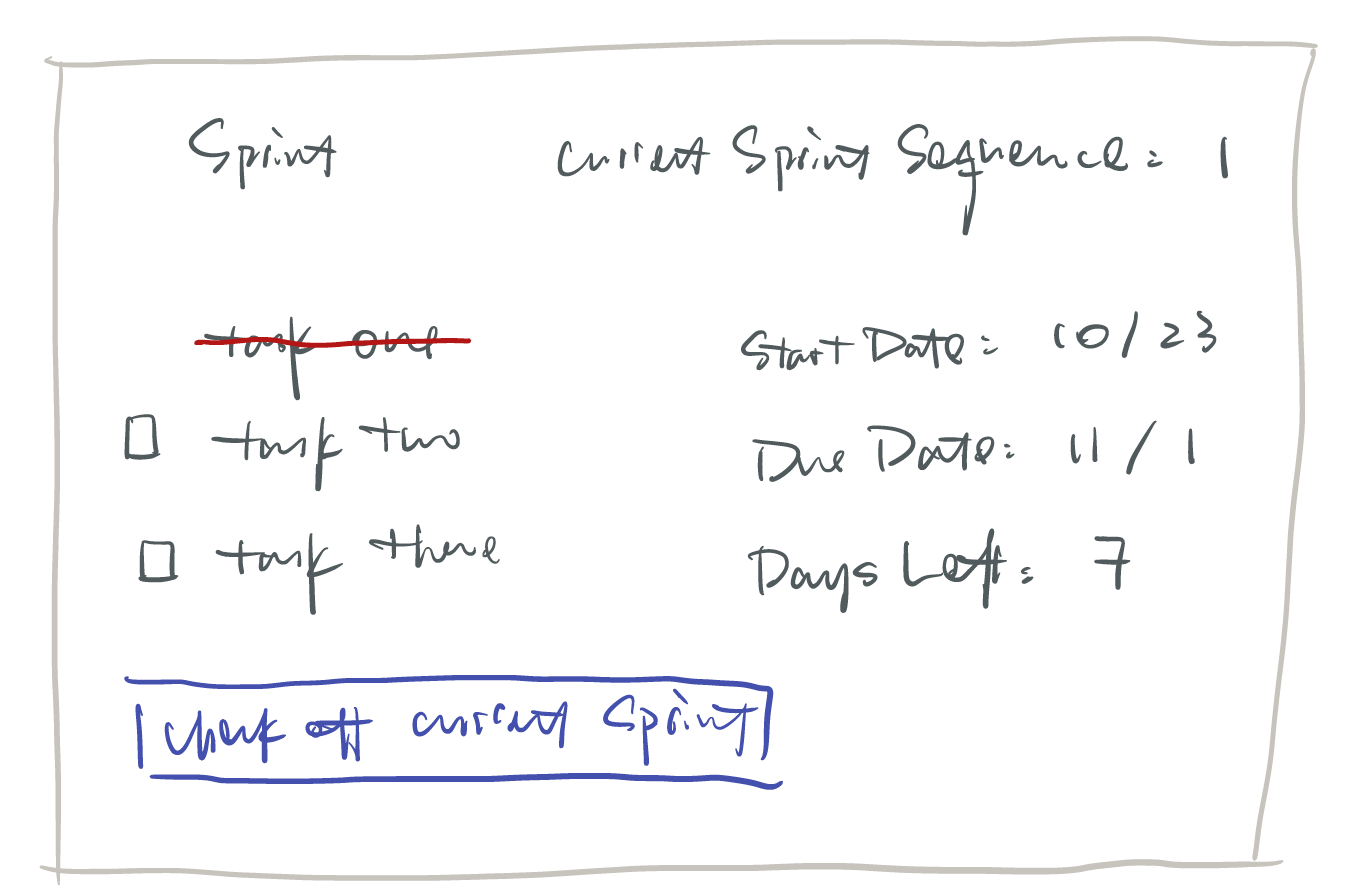 Sprint
current Sprint Sequence: 1
task one
task two
task three
Start Date: 10/23
Due Date: 11/1
Days Left: 7
check off current Sprint